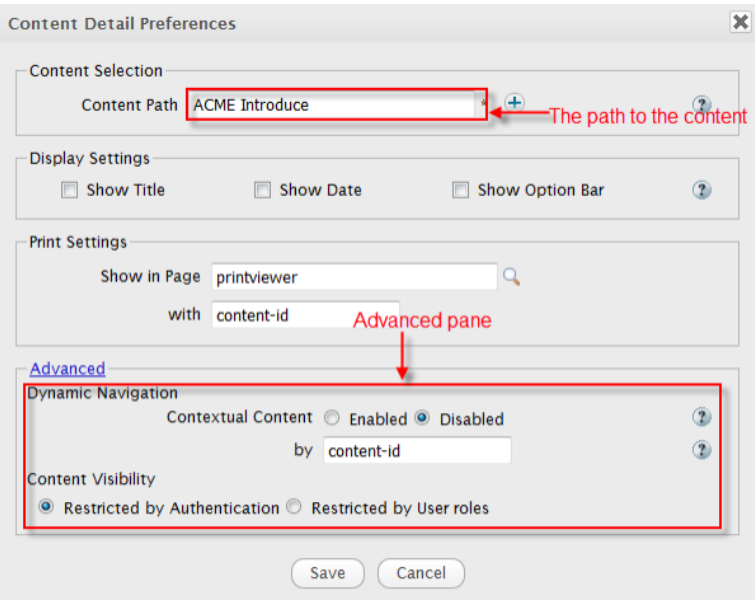 Content Detail Preferences
Content Selection
Content Path ACME Introduce *
The path to the content
Display Settings
Show Title Show Date Show Option Bar
Print Settings
Show in Page printviewer
with content-id
Advanced pane
Advanced
Dynamic Navigation
Contextual Content Enabled Disabled
by content-id
Content Visibility
Restricted by Authentication Restricted by User roles
Save Cancel